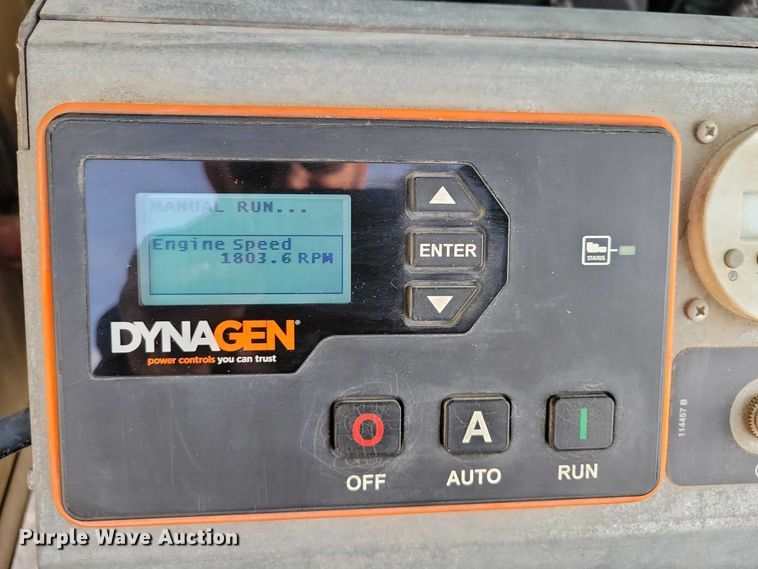 MANUAL RUN...
Engine Speed
1803.6 RPM
ENTER
STATUS
DYNAGEN®
power controls you can trust
O
A
I
OFF
AUTO
RUN
114457 B
P
Purple Wave Auction